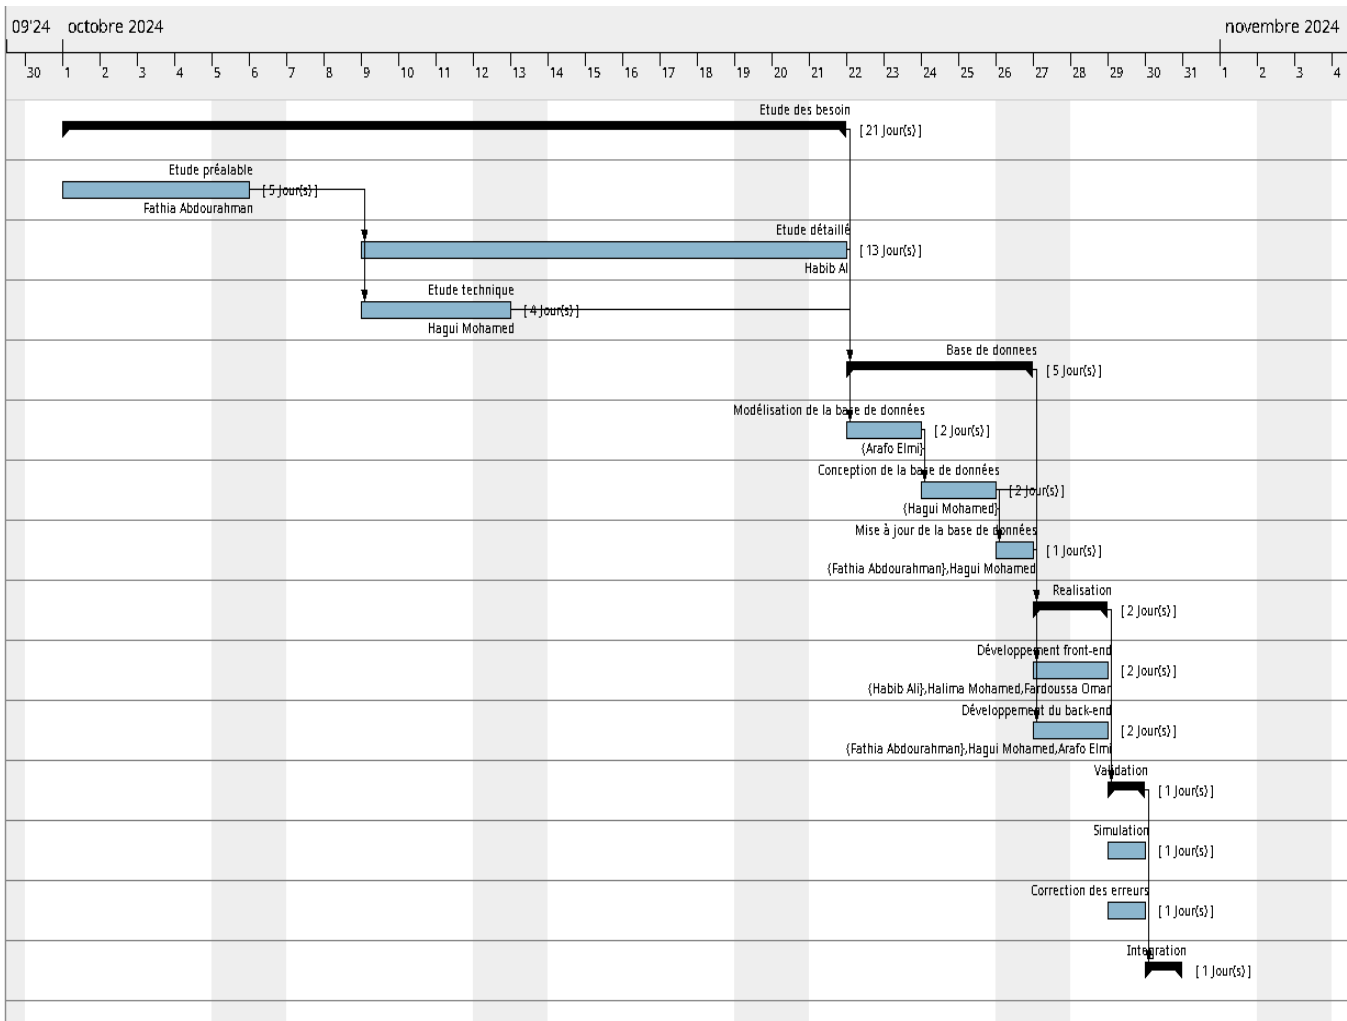 09'24 octobre 2024 novembre 2024
30 1 2 3 4 5 6 7 8 9 10 11 12 13 14 15 16 17 18 19 20 21 22 23 24 25 26 27 28 29 30 31 1 2 3 4
Etude des besoin
[ 21 Jour(s) ]
Etude préalable
[ 5 Jour(s) ]
Fathia Abdourahman
Etude détaillé
[ 13 Jour(s) ]
Habib Al
Etude technique
[ 4 Jour(s) ]
Hagui Mohamed
Base de donnees
[ 5 Jour(s) ]
Modélisation de la base de données
[ 2 Jour(s) ]
{Arafo Elmi}
Conception de la base de données
[ 2 Jour(s) ]
{Hagui Mohamed}
Mise à jour de la base de données
[ 1 Jour(s) ]
{Fathia Abdourahman},Hagui Mohamed
Realisation
[ 2 Jour(s) ]
Développement front-end
[ 2 Jour(s) ]
{Habib Ali},Halima Mohamed,Fardoussa Omar
Développement du back-end
[ 2 Jour(s) ]
{Fathia Abdourahman},Hagui Mohamed,Arafo Elmi
Validation
[ 1 Jour(s) ]
Simulation
[ 1 Jour(s) ]
Correction des erreurs
[ 1 Jour(s) ]
Integration
[ 1 Jour(s) ]